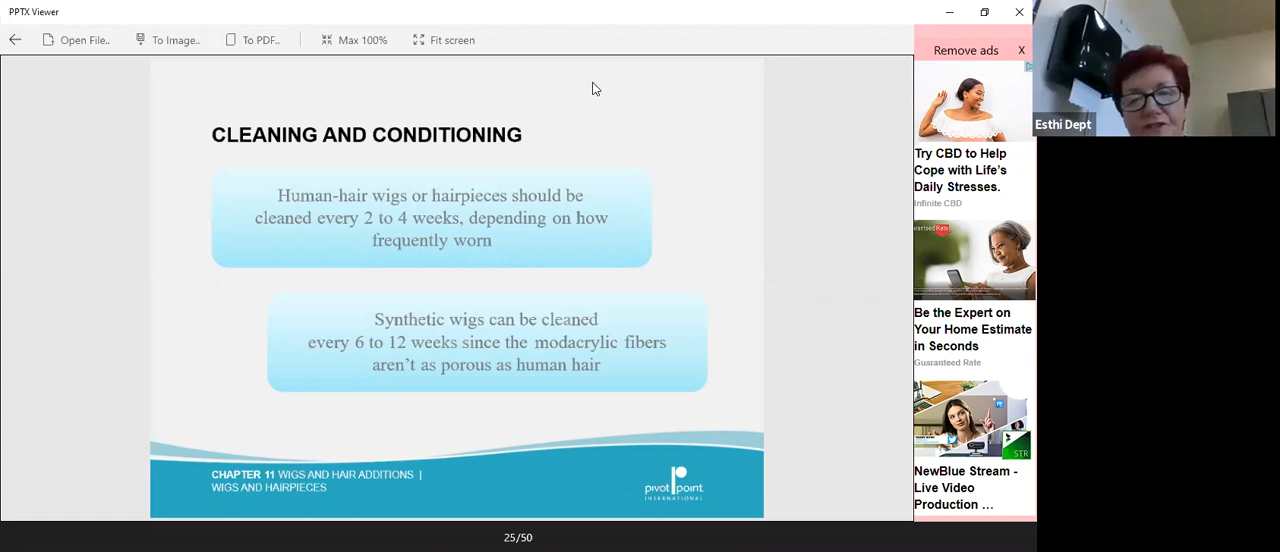 PPTX Viewer
Open File..
To Image..
To PDF..
Max 100%
Fit screen
Remove ads X
Esthi Dept
CLEANING AND CONDITIONING
Human-hair wigs or hairpieces should be
cleaned every 2 to 4 weeks, depending on how
frequently worn
Synthetic wigs can be cleaned
every 6 to 12 weeks since the modacrylic fibers
aren't as porous as human hair
CHAPTER 11 WIGS AND HAIR ADDITIONS |
WIGS AND HAIRPIECES
pivot point
INTERNATIONAL
25/50
Try CBD to Help
Cope with Life's
Daily Stresses.
Infinite CBD
Be the Expert on
Your Home Estimate
in Seconds
Guaranteed Rate
NewBlue Stream -
Live Video
Production ...
STR